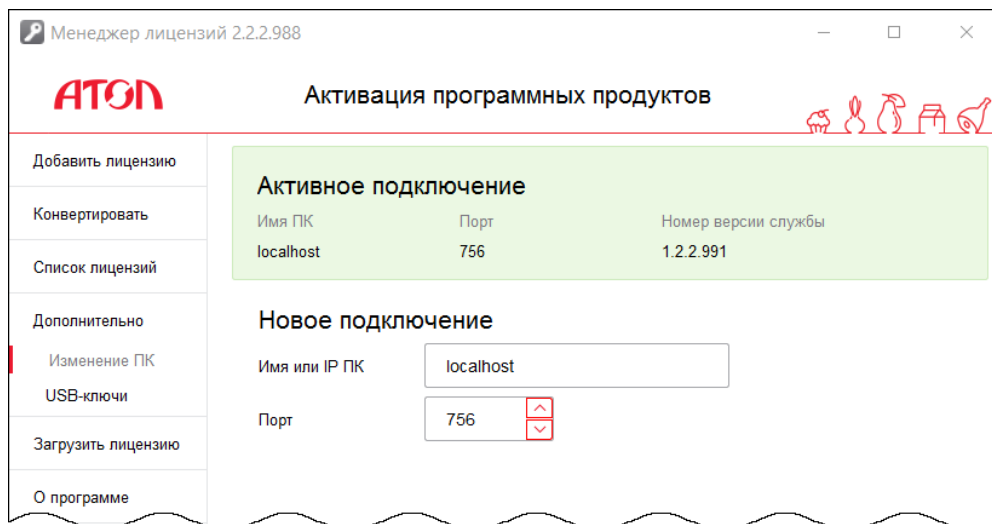 Менеджер лицензий 2.2.2.988
АТОЛ
Активация программных продуктов
Добавить лицензию
Конвертировать
Список лицензий
Дополнительно
Изменение ПК
USB-ключи
Загрузить лицензию
О программе
Активное подключение
Имя ПК Порт Номер версии службы
localhost 756 1.2.2.991
Новое подключение
Имя или IP ПК localhost
Порт 756